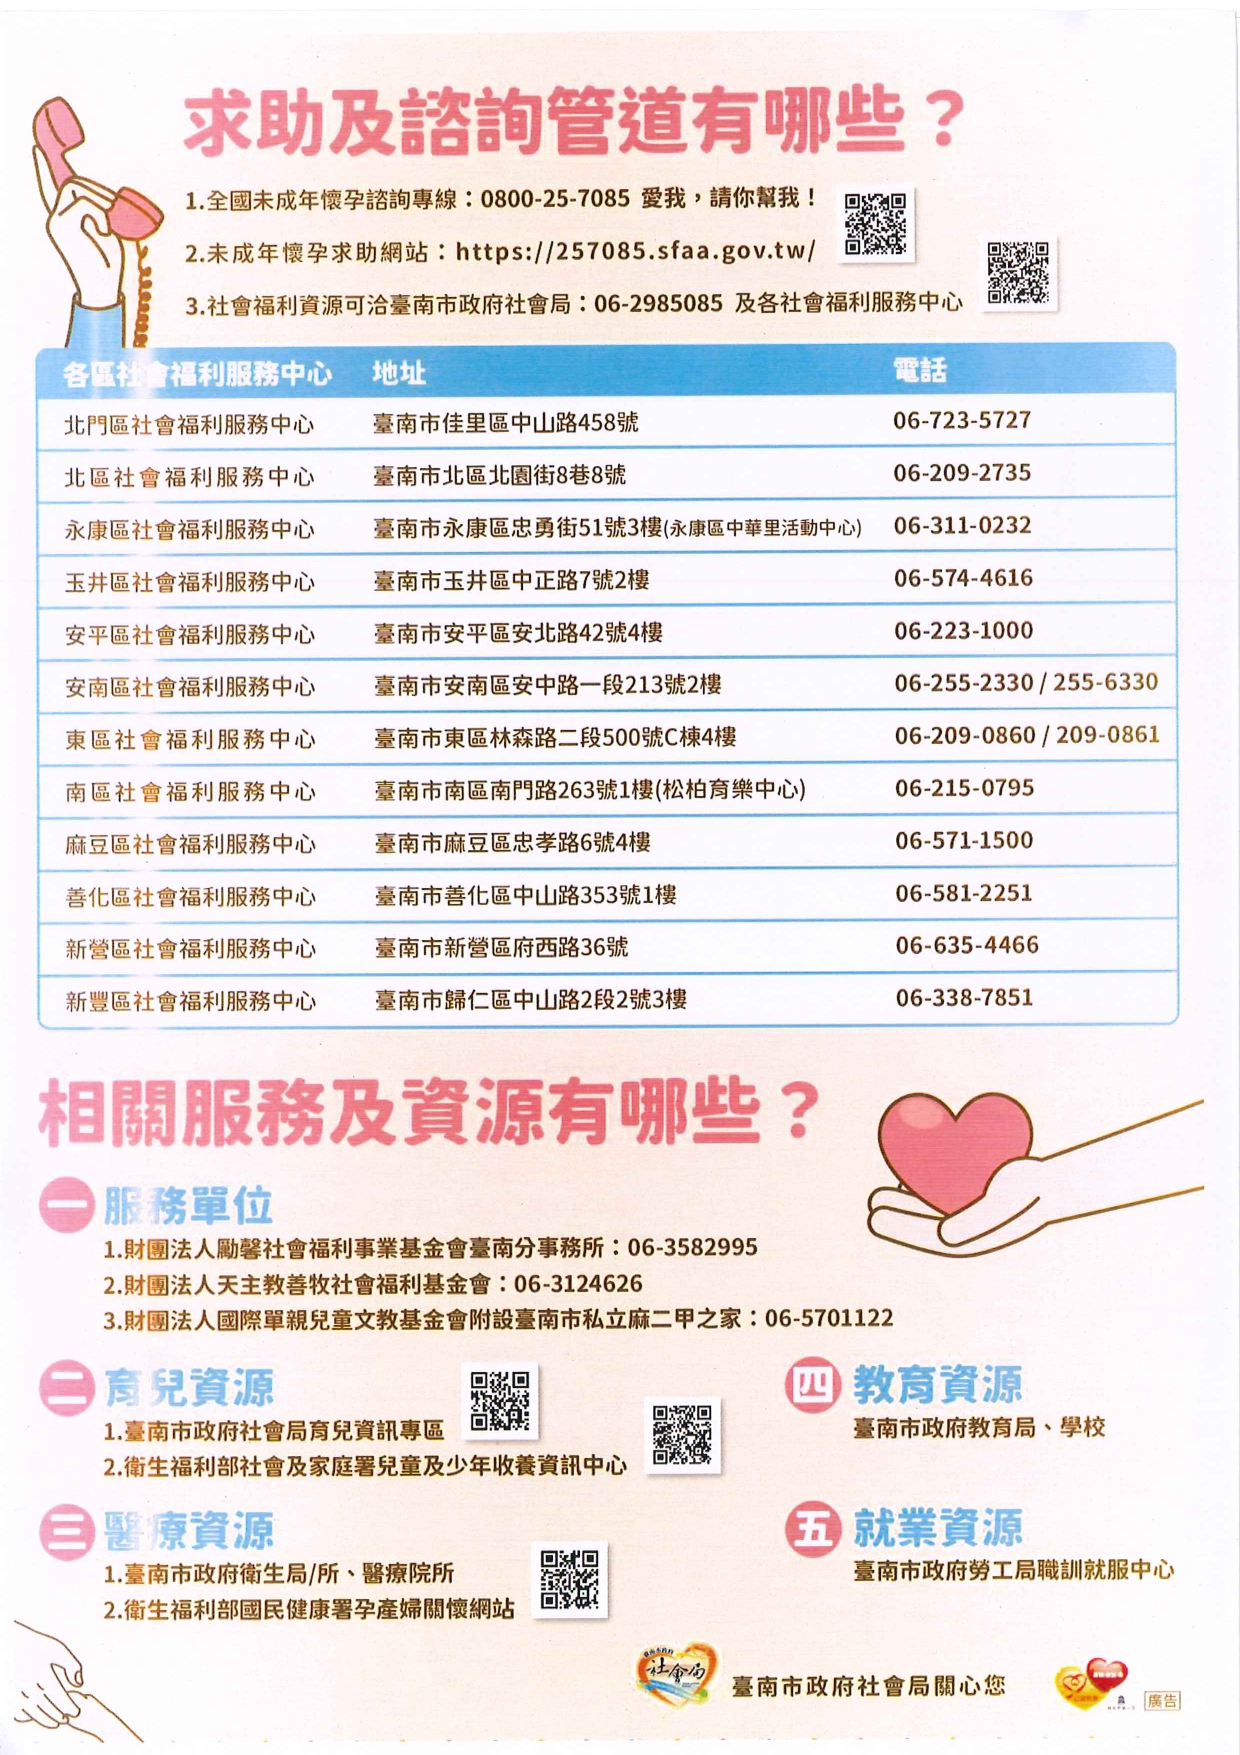 求助及諮詢管道有哪些？
1.全國未成年懷孕諮詢專線：0800-25-7085 愛我，請你幫我！
2.未成年懷孕求助網站：https://257085.sfaa.gov.tw/
3.社會福利資源可洽臺南市政府社會局：06-2985085 及各社會福利服務中心
各區社會福利服務中心 地址 電話
北門區社會福利服務中心 臺南市佳里區中山路458號 06-723-5727
北區社會福利服務中心 臺南市北區北園街8巷8號 06-209-2735
永康區社會福利服務中心 臺南市永康區忠勇街51號3樓(永康區中華里活動中心) 06-311-0232
玉井區社會福利服務中心 臺南市玉井區中正路7號2樓 06-574-4616
安平區社會福利服務中心 臺南市安平區安北路42號4樓 06-223-1000
安南區社會福利服務中心 臺南市安南區安中路一段213號2樓 06-255-2330 / 255-6330
東區社會福利服務中心 臺南市東區林森路二段500號C棟4樓 06-209-0860 / 209-0861
南區社會福利服務中心 臺南市南區南門路263號1樓(松柏育樂中心) 06-215-0795
麻豆區社會福利服務中心 臺南市麻豆區忠孝路6號4樓 06-571-1500
善化區社會福利服務中心 臺南市善化區中山路353號1樓 06-581-2251
新營區社會福利服務中心 臺南市新營區府西路36號 06-635-4466
新豐區社會福利服務中心 臺南市歸仁區中山路2段2號3樓 06-338-7851
相關服務及資源有哪些？
一 服務單位
1.財團法人勵馨社會福利事業基金會臺南分事務所：06-3582995
2.財團法人天主教善牧社會福利基金會：06-3124626
3.財團法人國際單親兒童文教基金會附設臺南市私立麻二甲之家：06-5701122
二 育兒資源
1.臺南市政府社會局育兒資訊專區
2.衛生福利部社會及家庭署兒童及少年收養資訊中心
三 醫療資源
1.臺南市政府衛生局/所、醫療院所
2.衛生福利部國民健康署孕產婦關懷網站
四 教育資源
臺南市政府教育局、學校
五 就業資源
臺南市政府勞工局職訓就服中心
臺南市政府
社會局
臺南市政府社會局關心您
廣告